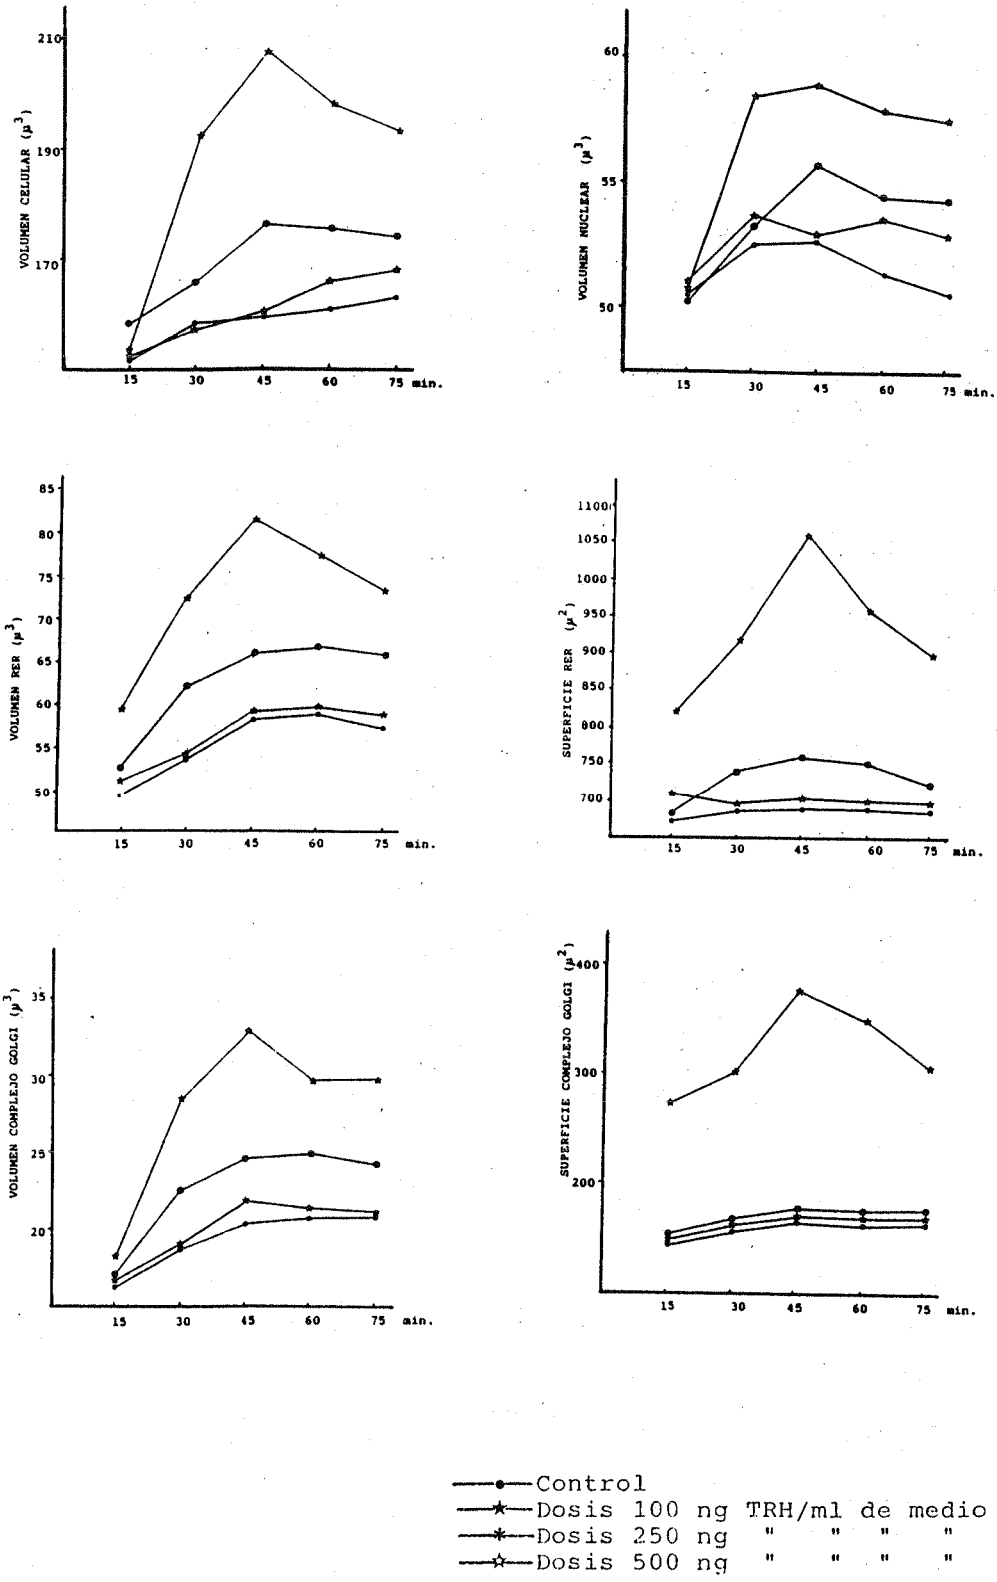 VOLUMEN CELULAR (µ³)
210
190
170
15 30 45 60 75 min.
VOLUMEN NUCLEAR (µ³)
60
55
50
15 30 45 60 75 min.
VOLUMEN RER (µ³)
85
80
75
70
65
60
55
50
15 30 45 60 75 min.
SUPERFICIE RER (µ²)
1100
1050
1000
950
900
850
800
750
700
15 30 45 60 75 min.
VOLUMEN COMPLEJO GOLGI (µ³)
35
30
25
20
15 30 45 60 75 min.
SUPERFICIE COMPLEJO GOLGI (µ²)
400
300
200
15 30 45 60 75 min.
Control
Dosis 100 ng TRH/ml de medio
Dosis 250 ng " " " "
Dosis 500 ng " " " "